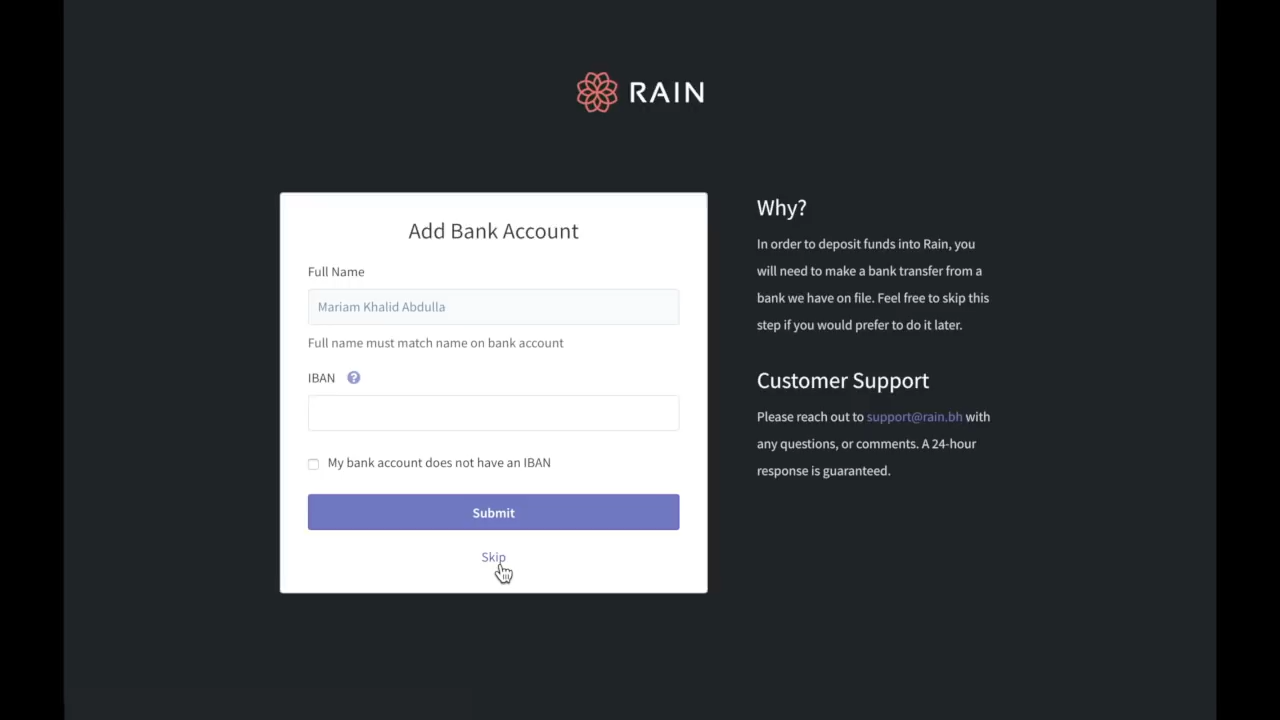 RAIN
Add Bank Account
Full Name
Mariam Khalid Abdulla
Full name must match name on bank account
IBAN ?
My bank account does not have an IBAN
Submit
Skip
Why?
In order to deposit funds into Rain, you
will need to make a bank transfer from a
bank we have on file. Feel free to skip this
step if you would prefer to do it later.
Customer Support
Please reach out to support@rain.bh with
any questions, or comments. A 24-hour
response is guaranteed.